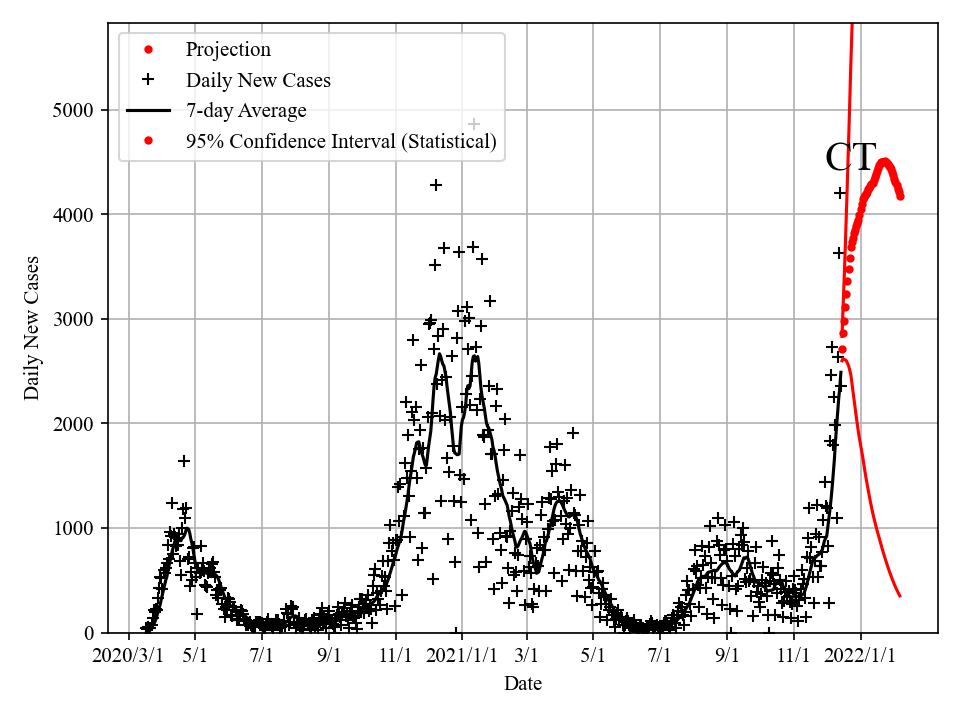 Projection
Daily New Cases
7-day Average
95% Confidence Interval (Statistical)
CT
Daily New Cases
5000
4000
3000
2000
1000
0
2020/3/1 5/1 7/1 9/1 11/1 2021/1/1 3/1 5/1 7/1 9/1 11/1 2022/1/1
Date